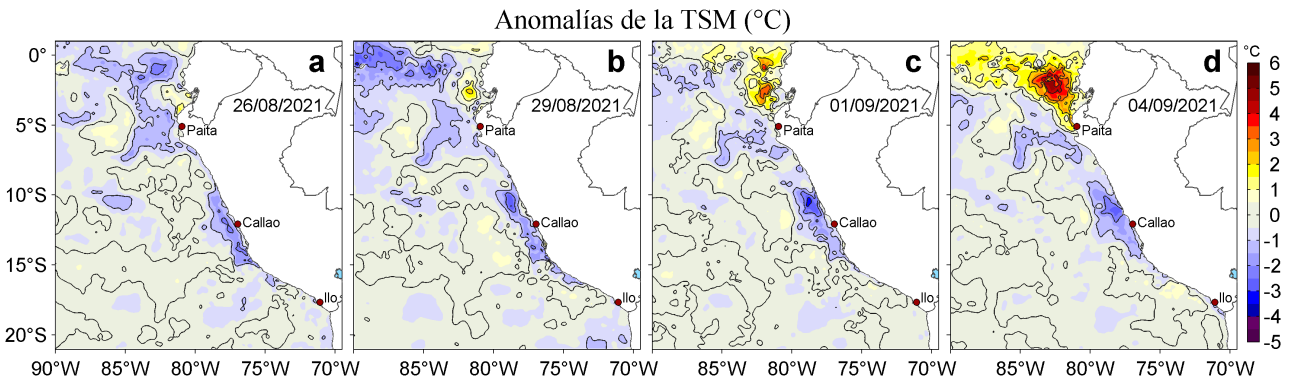 Anomalías de la TSM (°C)
a b c d
26/08/2021 29/08/2021 01/09/2021 04/09/2021
Paita Paita Paita Paita
Callao Callao Callao Callao
Ilo Ilo Ilo Ilo
0°
5°S
10°S
15°S
20°S
90°W 85°W 80°W 75°W 70°W 85°W 80°W 75°W 70°W 85°W 80°W 75°W 70°W 85°W 80°W 75°W 70°W
°C
6
5
4
3
2
1
0
-1
-2
-3
-4
-5